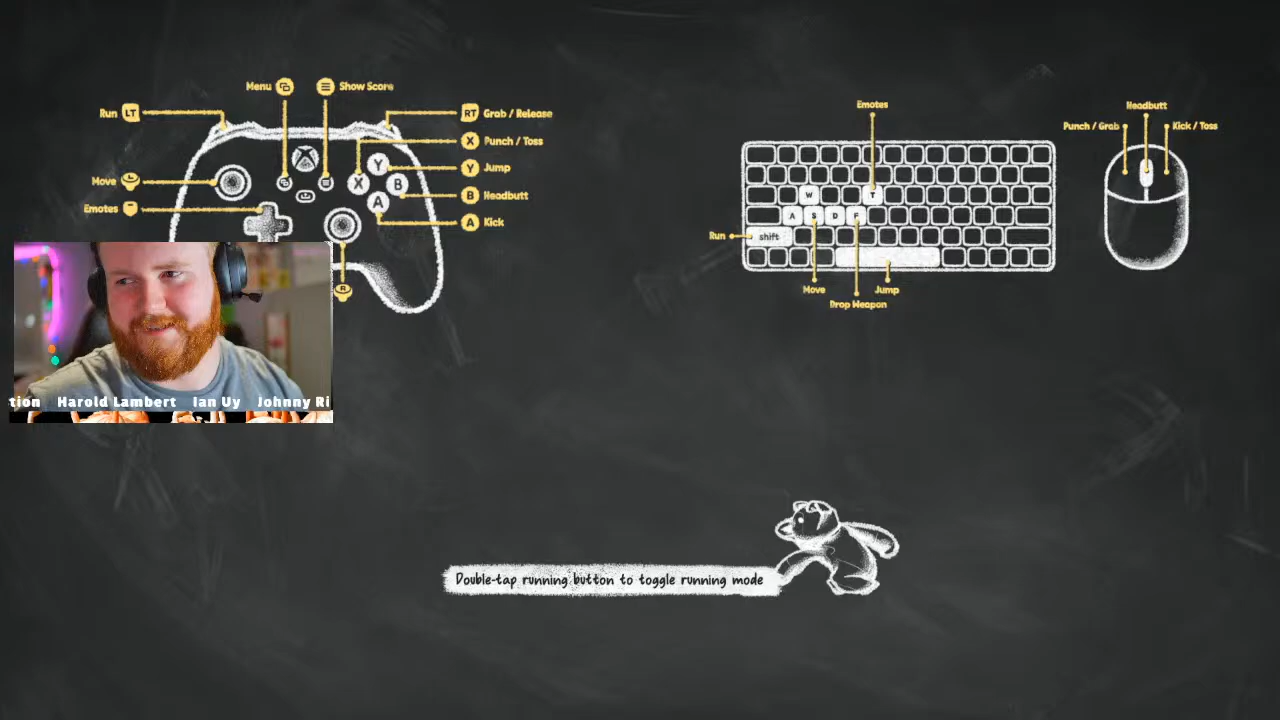 Menu
Show Score
Run LT
RT Grab / Release
X Punch / Toss
Y Jump
B Headbutt
A Kick
Move L
Emotes
Y
X B
A
R
Emotes
Headbutt
Punch / Grab
Kick / Toss
W T
A D F
Run shift
Move
Jump
Drop Weapon
tion Harold Lambert Ian Uy Johnny Ri
Double-tap running button to toggle running mode